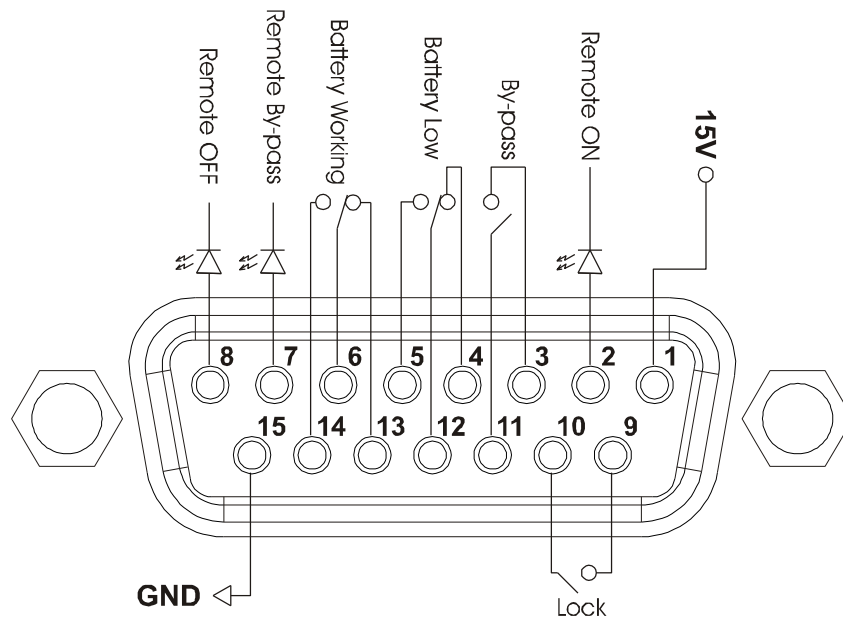 Remote OFF
Remote By-pass
Battery Working
Battery Low
By-pass
Remote ON
15V
8 7 6 5 4 3 2 1
15 14 13 12 11 10 9
GND
Lock